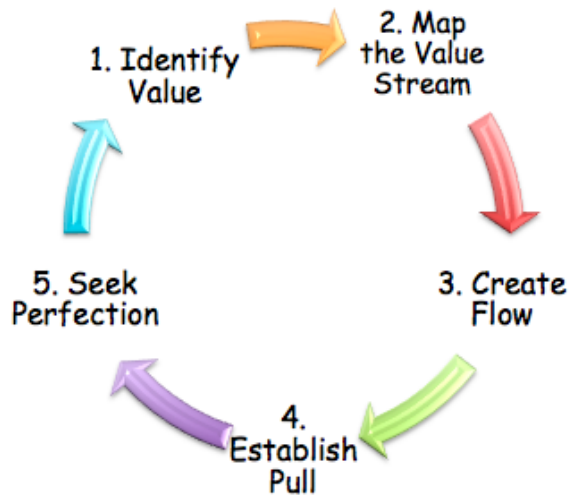 1. Identify
Value
2. Map
the Value
Stream
3. Create
Flow
4.
Establish
Pull
5. Seek
Perfection